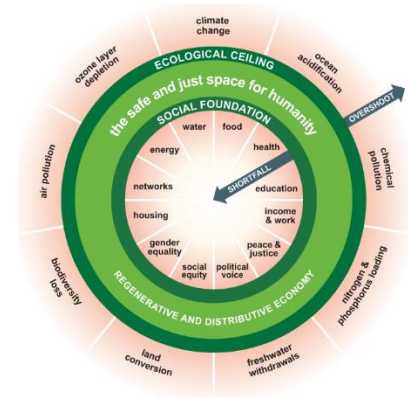 climate
change
ozone layer
depletion
ocean
acidification
ECOLOGICAL CEILING
the safe and just space for humanity
OVERSHOOT
SOCIAL FOUNDATION
water
food
energy
health
SHORTFALL
air pollution
chemical
pollution
networks
education
housing
income
& work
gender
equality
peace &
justice
social
equity
political
voice
REGENERATIVE AND DISTRIBUTIVE ECONOMY
biodiversity
loss
nitrogen &
phosphorus loading
land
conversion
freshwater
withdrawals